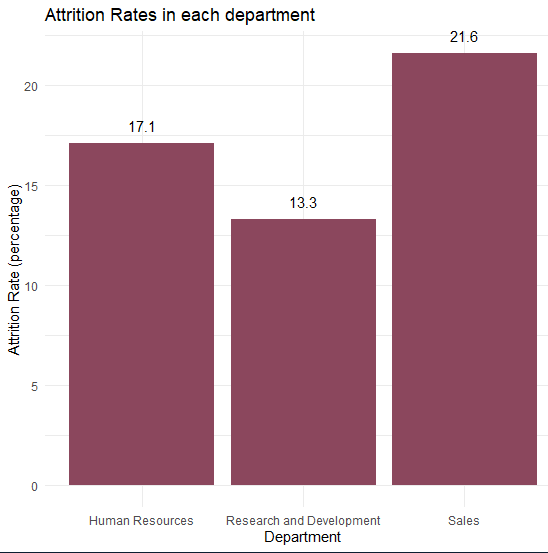 Attrition Rates in each department
21.6
17.1
13.3
20
15
10
5
0
Attrition Rate (percentage)
Human Resources Research and Development Sales
Department